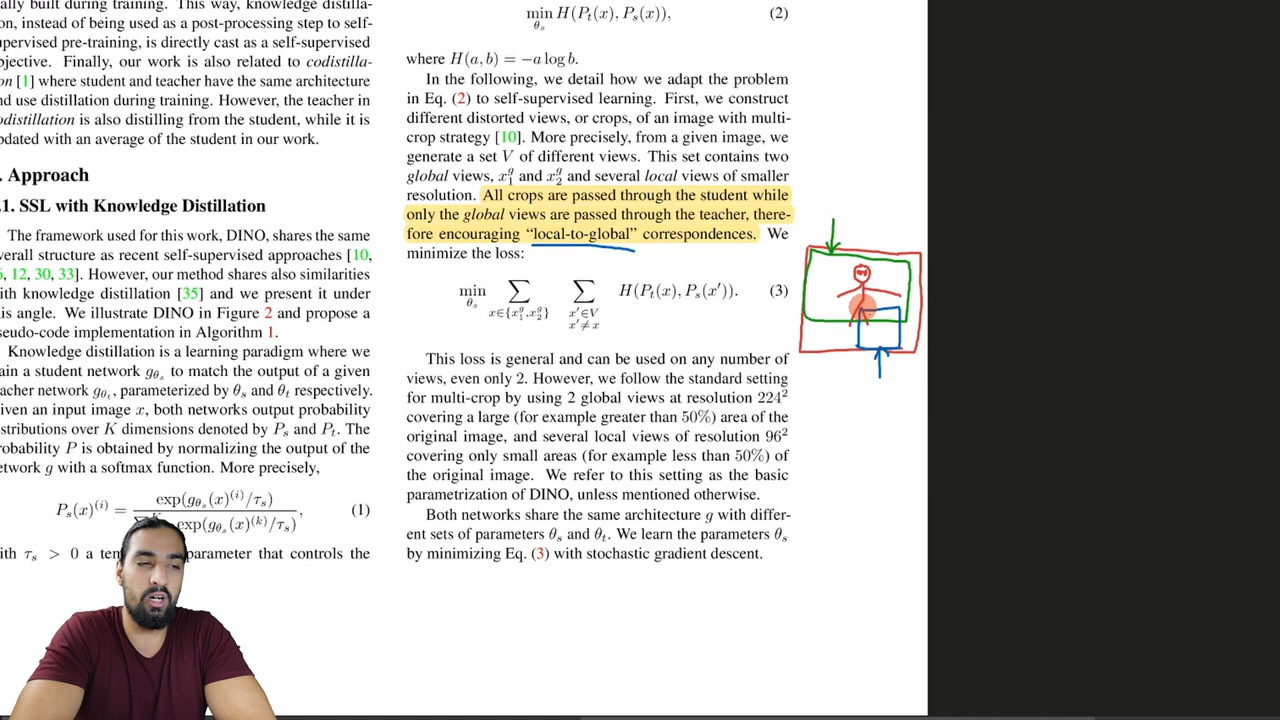 ally built during training. This way, knowledge distilla-
on, instead of being used as a post-processing step to self-
pervised pre-training, is directly cast as a self-supervised
bjective. Finally, our work is also related to codistilla-
on [1] where student and teacher have the same architecture
nd use distillation during training. However, the teacher in
odistillation is also distilling from the student, while it is
pdated with an average of the student in our work.
. Approach
.1. SSL with Knowledge Distillation
The framework used for this work, DINO, shares the same
verall structure as recent self-supervised approaches [10,
6, 12, 30, 33]. However, our method shares also similarities
ith knowledge distillation [35] and we present it under
is angle. We illustrate DINO in Figure 2 and propose a
seudo-code implementation in Algorithm 1.
Knowledge distillation is a learning paradigm where we
ain a student network gθs to match the output of a given
eacher network gθt, parameterized by θs and θt respectively.
iven an input image x, both networks output probability
istributions over K dimensions denoted by Ps and Pt. The
robability P is obtained by normalizing the output of the
etwork g with a softmax function. More precisely,
Ps(x)^(i) = exp(gθs(x)^(i)/τs) / exp(gθs(x)^(k)/τs), (1)
ith τs > 0 a parameter that controls the
min θs H(Pt(x), Ps(x)), (2)
where H(a, b) = −a log b.
In the following, we detail how we adapt the problem
in Eq. (2) to self-supervised learning. First, we construct
different distorted views, or crops, of an image with multi-
crop strategy [10]. More precisely, from a given image, we
generate a set V of different views. This set contains two
global views, x₁^g and x₂^g and several local views of smaller
resolution. All crops are passed through the student while
only the global views are passed through the teacher, there-
fore encouraging “local-to-global” correspondences. We
minimize the loss:
min θs ∑ x∈{x₁^g,x₂^g} ∑ x′∈V x′≠x H(Pt(x), Ps(x′)). (3)
This loss is general and can be used on any number of
views, even only 2. However, we follow the standard setting
for multi-crop by using 2 global views at resolution 224²
covering a large (for example greater than 50%) area of the
original image, and several local views of resolution 96²
covering only small areas (for example less than 50%) of
the original image. We refer to this setting as the basic
parametrization of DINO, unless mentioned otherwise.
Both networks share the same architecture g with differ-
ent sets of parameters θs and θt. We learn the parameters θs
by minimizing Eq. (3) with stochastic gradient descent.